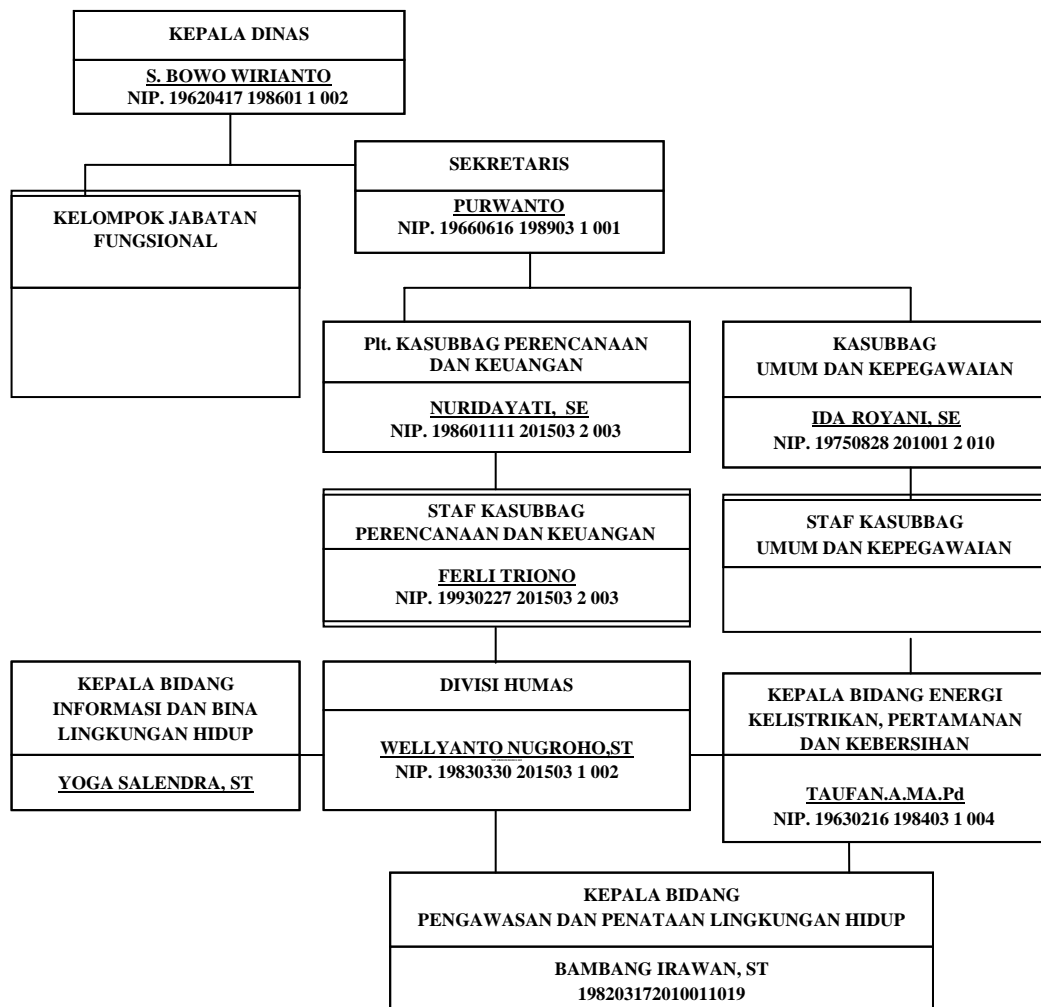 KEPALA DINAS
S. BOWO WIRIANTO
NIP. 19620417 198601 1 002
SEKRETARIS
PURWANTO
NIP. 19660616 198903 1 001
KELOMPOK JABATAN
FUNGSIONAL
Plt. KASUBBAG PERENCANAAN
DAN KEUANGAN
NURIDAYATI, SE
NIP. 198601111 201503 2 003
KASUBBAG
UMUM DAN KEPEGAWAIAN
IDA ROYANI, SE
NIP. 19750828 201001 2 010
STAF KASUBBAG
PERENCANAAN DAN KEUANGAN
FERLI TRIONO
NIP. 19930227 201503 2 003
STAF KASUBBAG
UMUM DAN KEPEGAWAIAN
KEPALA BIDANG
INFORMASI DAN BINA
LINGKUNGAN HIDUP
YOGA SALENDRA, ST
DIVISI HUMAS
WELLYANTO NUGROHO,ST
NIP. 19830330 201503 1 002
KEPALA BIDANG ENERGI
KELISTRIKAN, PERTAMANAN
DAN KEBERSIHAN
TAUFAN.A.MA.Pd
NIP. 19630216 198403 1 004
KEPALA BIDANG
PENGAWASAN DAN PENATAAN LINGKUNGAN HIDUP
BAMBANG IRAWAN, ST
198203172010011019